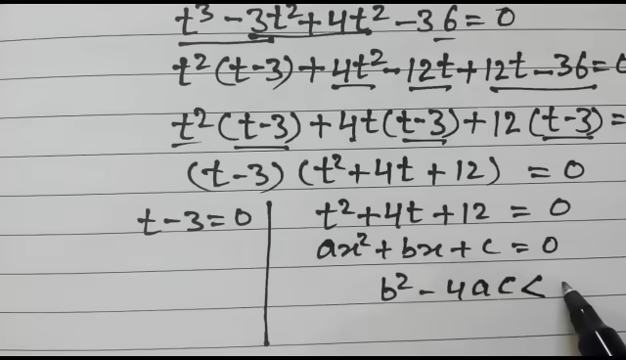 t³ - 3t² + 4t² - 36 = 0
t²(t-3) + 4t² - 12t + 12t - 36 = 0
t²(t-3) + 4t(t-3) + 12(t-3) =
(t-3) (t² + 4t + 12) = 0
t - 3 = 0
t² + 4t + 12 = 0
ax² + bx + c = 0
b² - 4ac <